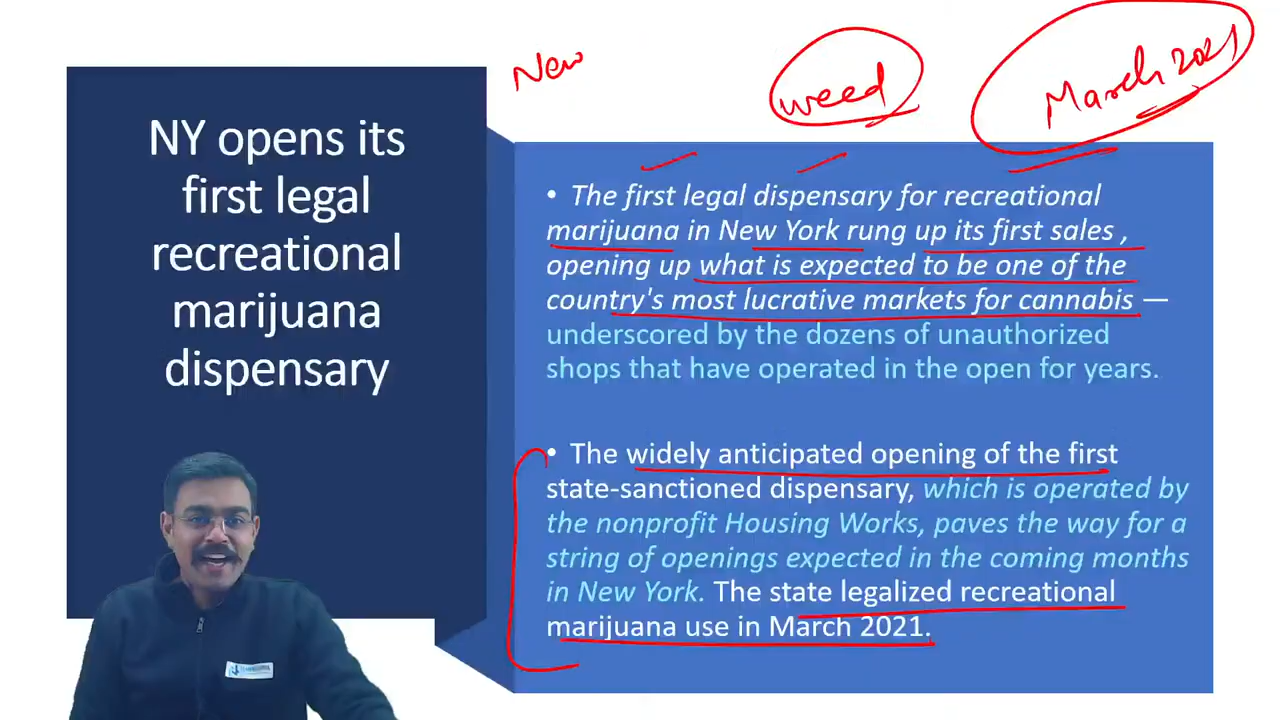 New
weed
March 2021
NY opens its
first legal
recreational
marijuana
dispensary
• The first legal dispensary for recreational
marijuana in New York rung up its first sales ,
opening up what is expected to be one of the
country's most lucrative markets for cannabis —
underscored by the dozens of unauthorized
shops that have operated in the open for years.
• The widely anticipated opening of the first
state-sanctioned dispensary, which is operated by
the nonprofit Housing Works, paves the way for a
string of openings expected in the coming months
in New York. The state legalized recreational
marijuana use in March 2021.